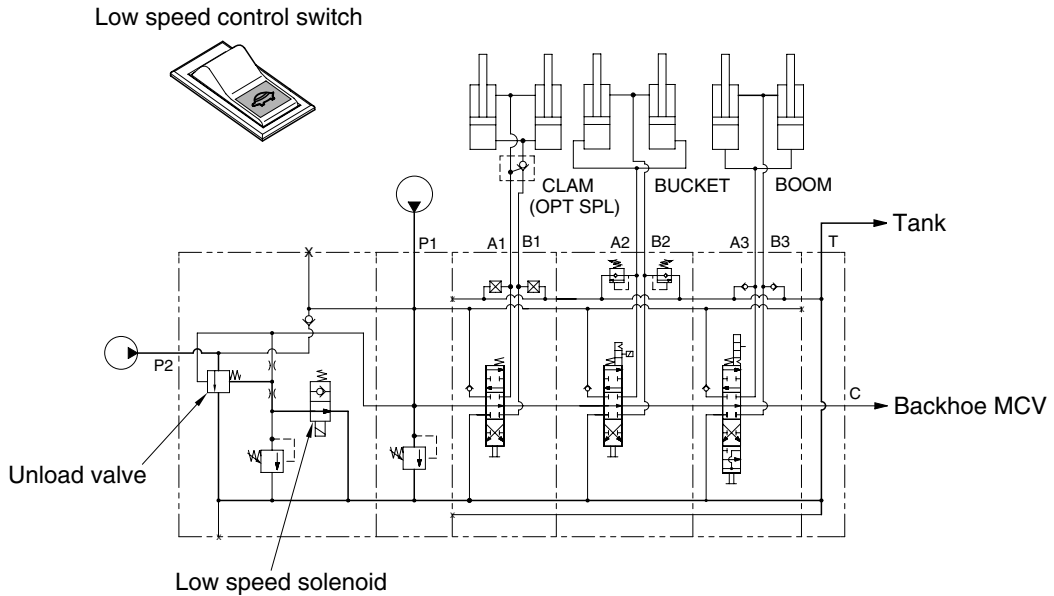 Low speed control switch
CLAM
(OPT SPL)
BUCKET
BOOM
P1
A1
B1
A2
B2
A3
B3
T
Tank
P2
C
Backhoe MCV
Unload valve
Low speed solenoid